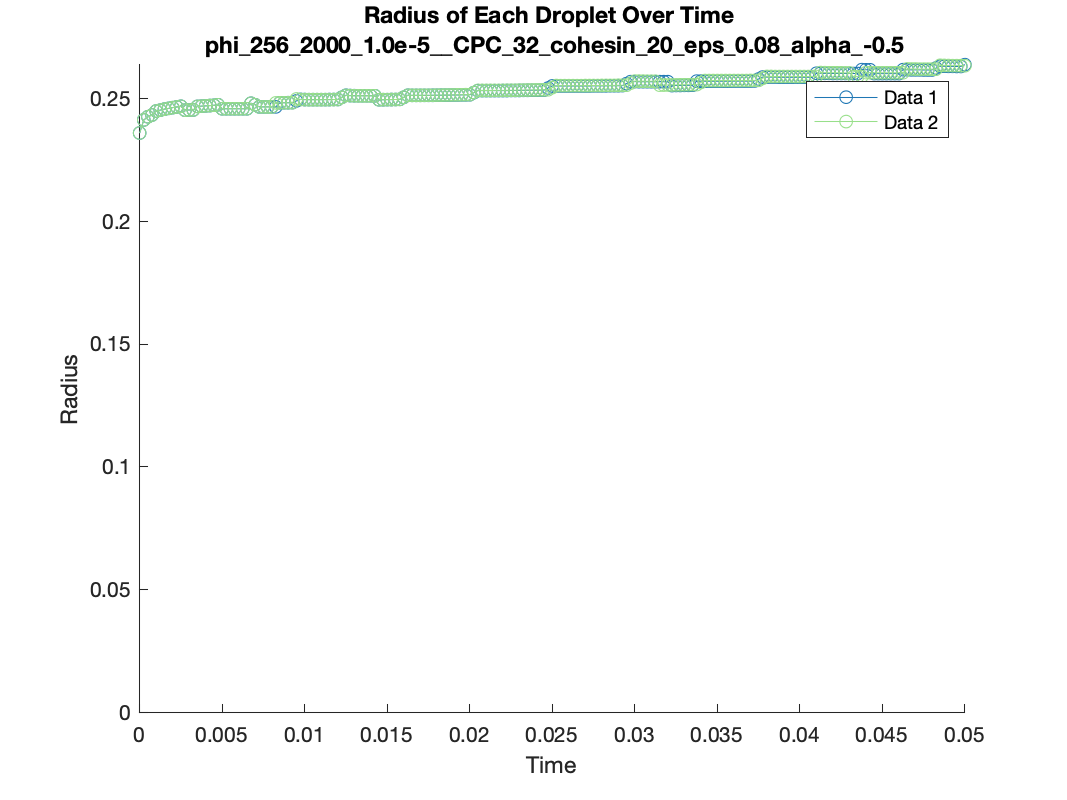 Radius of Each Droplet Over Time
phi_256_2000_1.0e-5__CPC_32_cohesin_20_eps_0.08_alpha_-0.5
0.25
0.2
0.15
0.1
0.05
0
Radius
Data 1
Data 2
0 0.005 0.01 0.015 0.02 0.025 0.03 0.035 0.04 0.045 0.05
Time